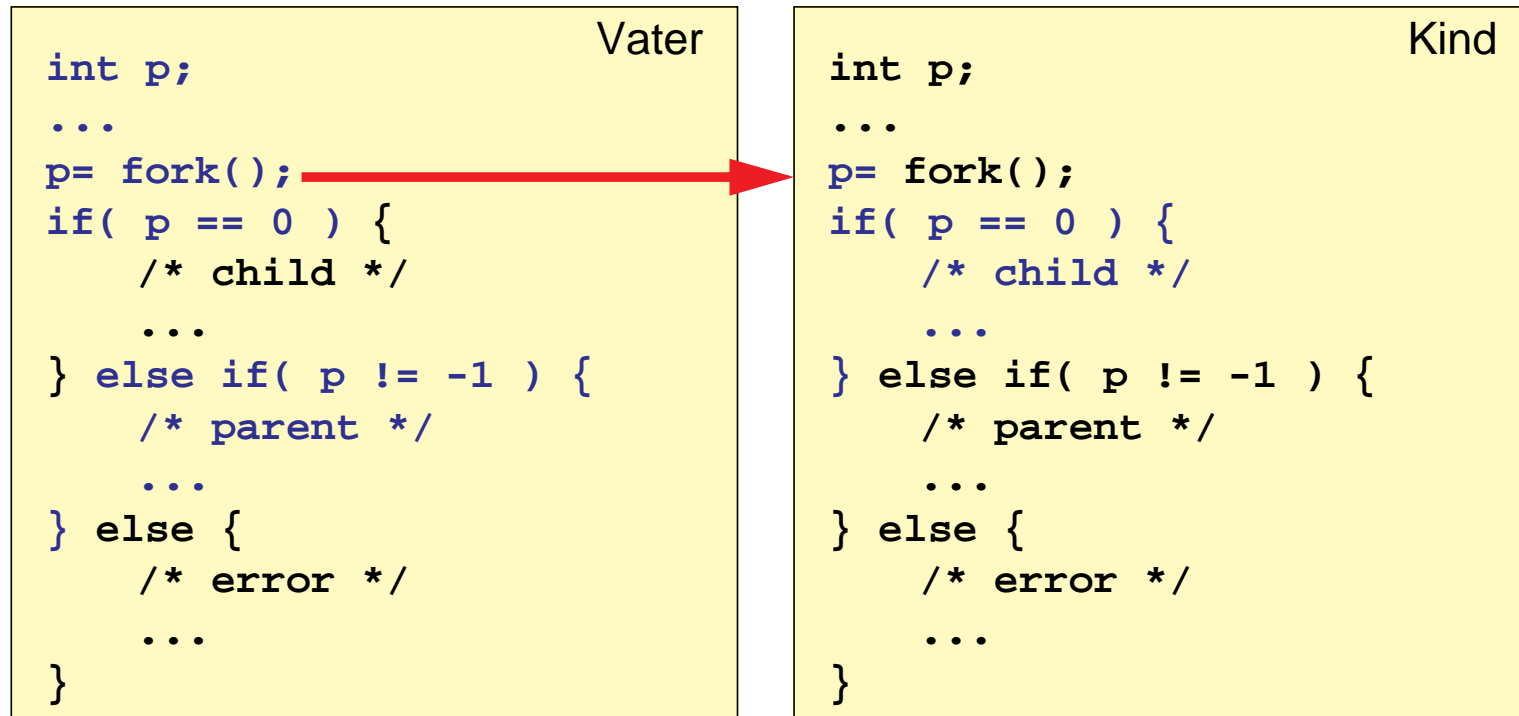 Vater
int p;
...
p= fork();
if( p == 0 ) {
    /* child */
    ...
} else if( p != -1 ) {
    /* parent */
    ...
} else {
    /* error */
    ...
}
Kind
int p;
...
p= fork();
if( p == 0 ) {
    /* child */
    ...
} else if( p != -1 ) {
    /* parent */
    ...
} else {
    /* error */
    ...
}